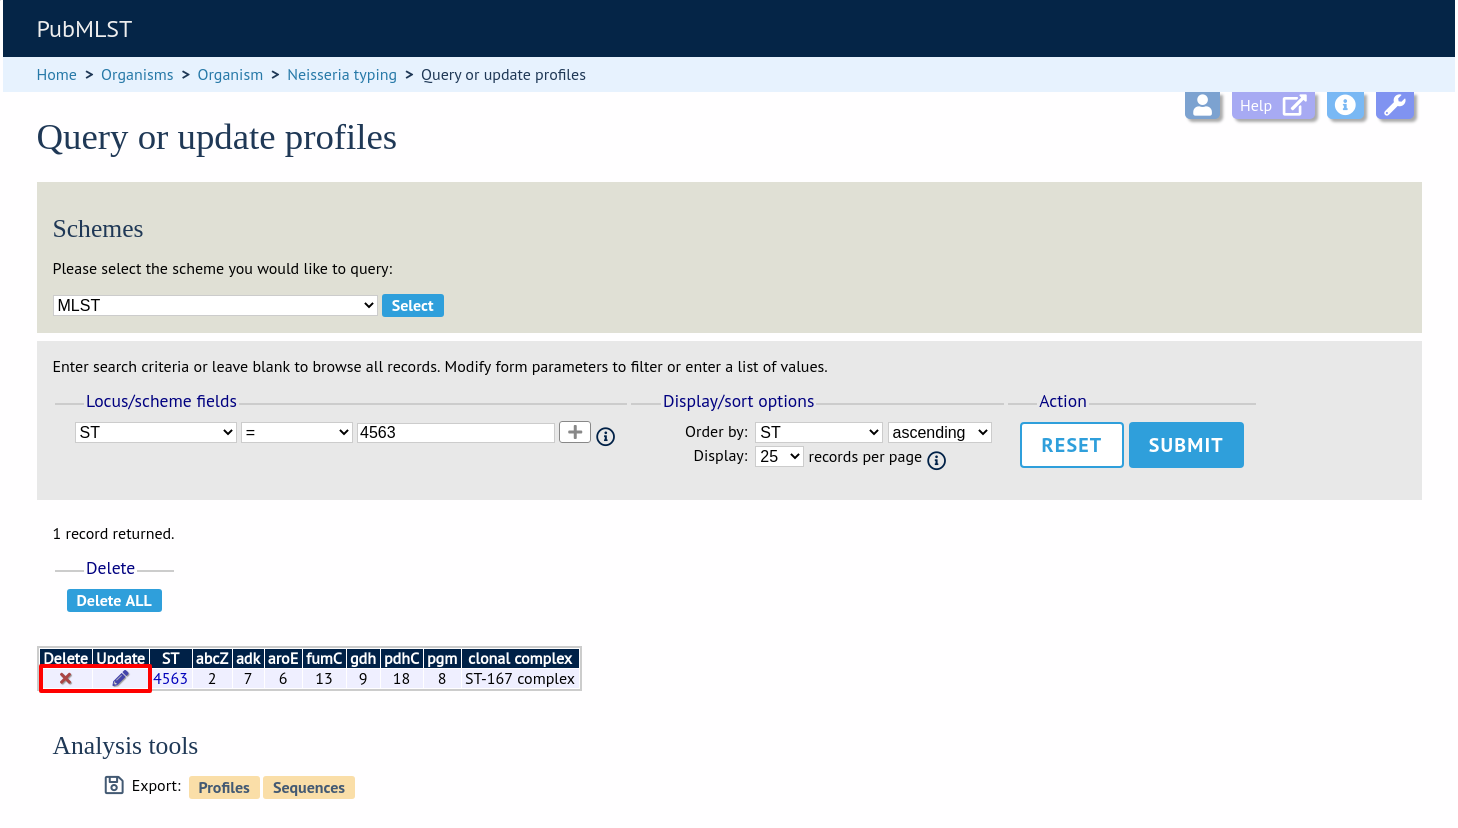 PubMLST
Home > Organisms > Organism > Neisseria typing > Query or update profiles
Help
Query or update profiles
Schemes
Please select the scheme you would like to query:
MLST Select
Enter search criteria or leave blank to browse all records. Modify form parameters to filter or enter a list of values.
Locus/scheme fields Display/sort options Action
ST = 4563 + Order by: ST ascending RESET SUBMIT
Display: 25 records per page
1 record returned.
Delete
Delete ALL
Delete Update ST abcZ adk aroE fumC gdh pdhC pgm clonal complex
4563 2 7 6 13 9 18 8 ST-167 complex
Analysis tools
Export: Profiles Sequences